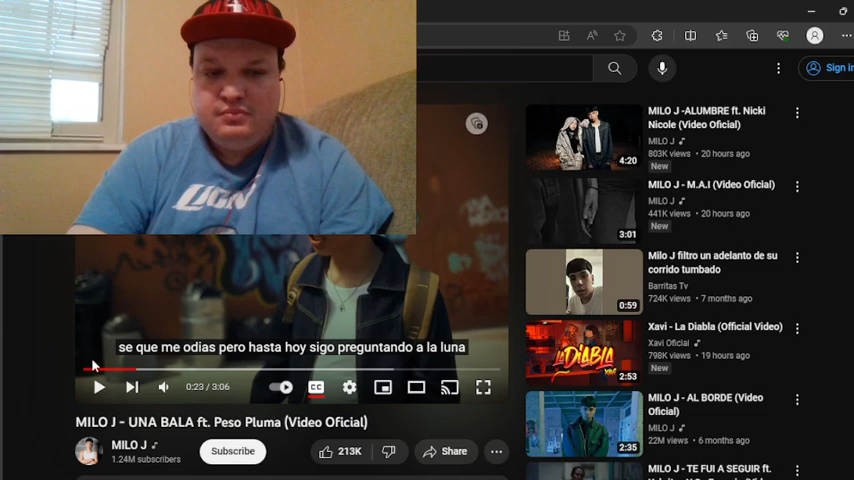 Sign in
LIGN
MILO J -ALUMBRE ft. Nicki
Nicole (Video Oficial)
MILO J
803K views • 20 hours ago
New
4:20
MILO J - M.A.I (Video Oficial)
MILO J
441K views • 20 hours ago
New
3:01
Milo J filtro un adelanto de su
corrido tumbado
Barritas Tv
724K views • 7 months ago
0:59
Xavi - La Diabla (Official Video)
Xavi Oficial
798K views • 19 hours ago
New
LA DIABLA
XAVI
2:53
MILO J - AL BORDE (Video
Oficial)
MILO J
22M views • 6 months ago
2:35
MILO J - TE FUI A SEGUIR ft.
se que me odias pero hasta hoy sigo preguntando a la luna
0:23 / 3:06
CC
MILO J - UNA BALA ft. Peso Pluma (Video Oficial)
MILO J
1.24M subscribers
Subscribe
213K
Share